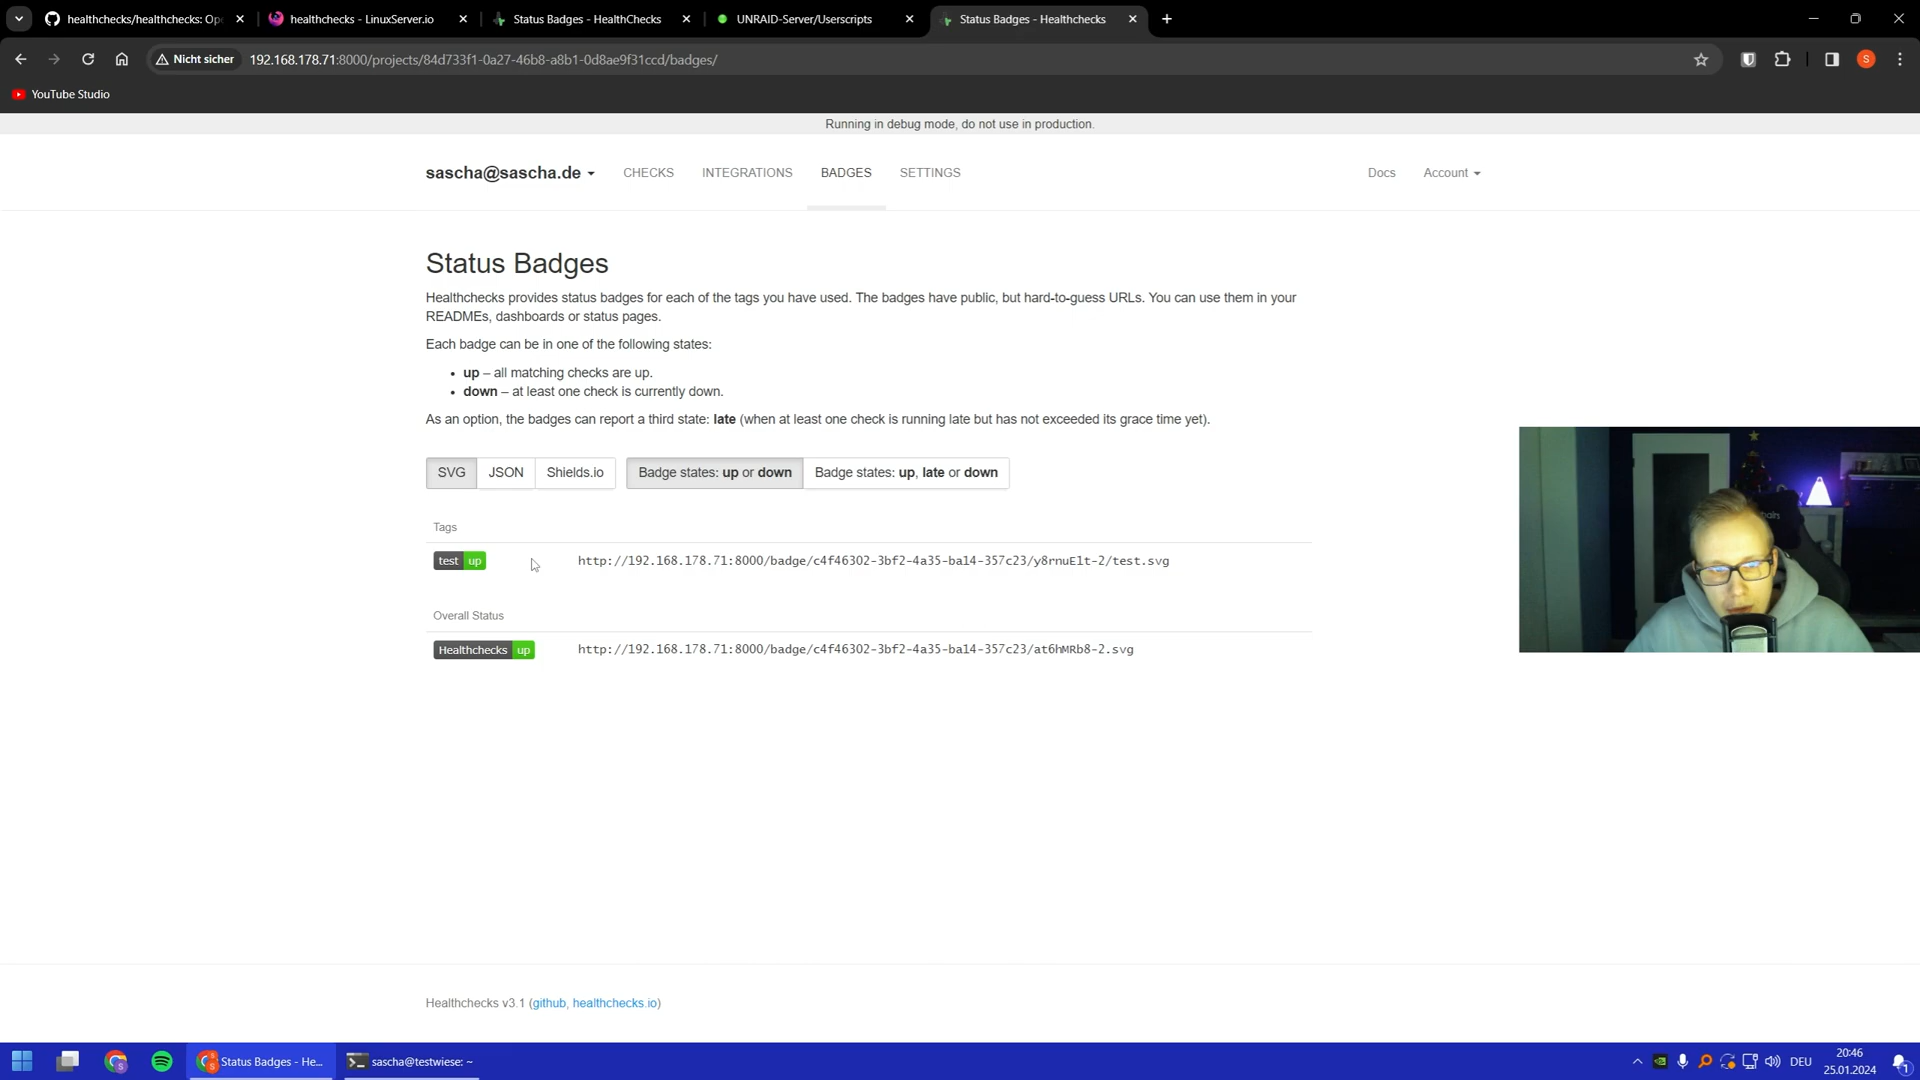 healthchecks/healthchecks: Ope
healthchecks - LinuxServer.io
Status Badges - HealthChecks
UNRAID-Server/Userscripts
Status Badges - Healthchecks
Nicht sicher
192.168.178.71:8000/projects/84d733f1-0a27-46b8-a8b1-0d8ae9f31ccd/badges/
S
YouTube Studio
Running in debug mode, do not use in production.
sascha@sascha.de
CHECKS
INTEGRATIONS
BADGES
SETTINGS
Docs
Account
Status Badges
Healthchecks provides status badges for each of the tags you have used. The badges have public, but hard-to-guess URLs. You can use them in your
READMEs, dashboards or status pages.
Each badge can be in one of the following states:
• up – all matching checks are up.
• down – at least one check is currently down.
As an option, the badges can report a third state: late (when at least one check is running late but has not exceeded its grace time yet).
SVG
JSON
Shields.io
Badge states: up or down
Badge states: up, late or down
Tags
test up
http://192.168.178.71:8000/badge/c4f46302-3bf2-4a35-ba14-357c23/y8rnuElt-2/test.svg
Overall Status
Healthchecks up
http://192.168.178.71:8000/badge/c4f46302-3bf2-4a35-ba14-357c23/at6hMRb8-2.svg
Healthchecks v3.1 (github, healthchecks.io)
Status Badges - He...
sascha@testwiese: ~
DEU
20:46
25.01.2024
1